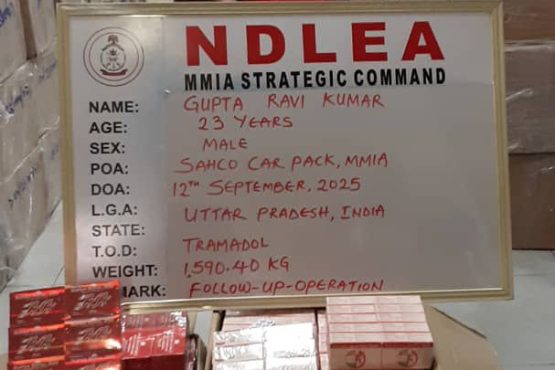 NDLEA
MMIA STRATEGIC COMMAND
NAME: GUPTA RAVI KUMAR
AGE: 23 YEARS
SEX: MALE
POA: SAHCO CAR PACK, MMIA
DOA: 12TH SEPTEMBER, 2025
L.G.A: UTTAR PRADESH, INDIA
STATE:
T.O.D: TRAMADOL
WEIGHT: 1,590.40 KG
MARK: FOLLOW-UP-OPERATION